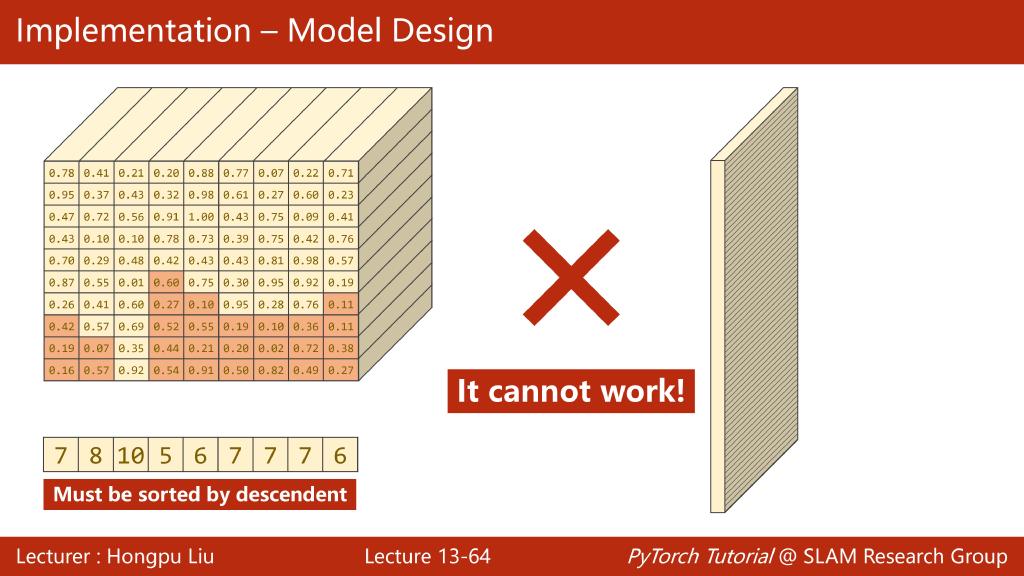 Implementation – Model Design
0.78 0.41 0.21 0.20 0.88 0.77 0.07 0.22 0.71
0.95 0.37 0.43 0.32 0.98 0.61 0.27 0.60 0.23
0.47 0.72 0.56 0.91 1.00 0.43 0.75 0.09 0.41
0.43 0.10 0.10 0.78 0.73 0.39 0.75 0.42 0.76
0.70 0.29 0.48 0.42 0.43 0.43 0.81 0.98 0.57
0.87 0.55 0.01 0.60 0.75 0.30 0.95 0.92 0.19
0.26 0.41 0.60 0.27 0.10 0.95 0.28 0.76 0.11
0.42 0.57 0.69 0.52 0.55 0.19 0.10 0.36 0.11
0.19 0.07 0.35 0.44 0.21 0.20 0.02 0.72 0.38
0.16 0.57 0.92 0.54 0.91 0.50 0.82 0.49 0.27
It cannot work!
7 8 10 5 6 7 7 7 6
Must be sorted by descendent
Lecturer : Hongpu Liu Lecture 13-64 PyTorch Tutorial @ SLAM Research Group